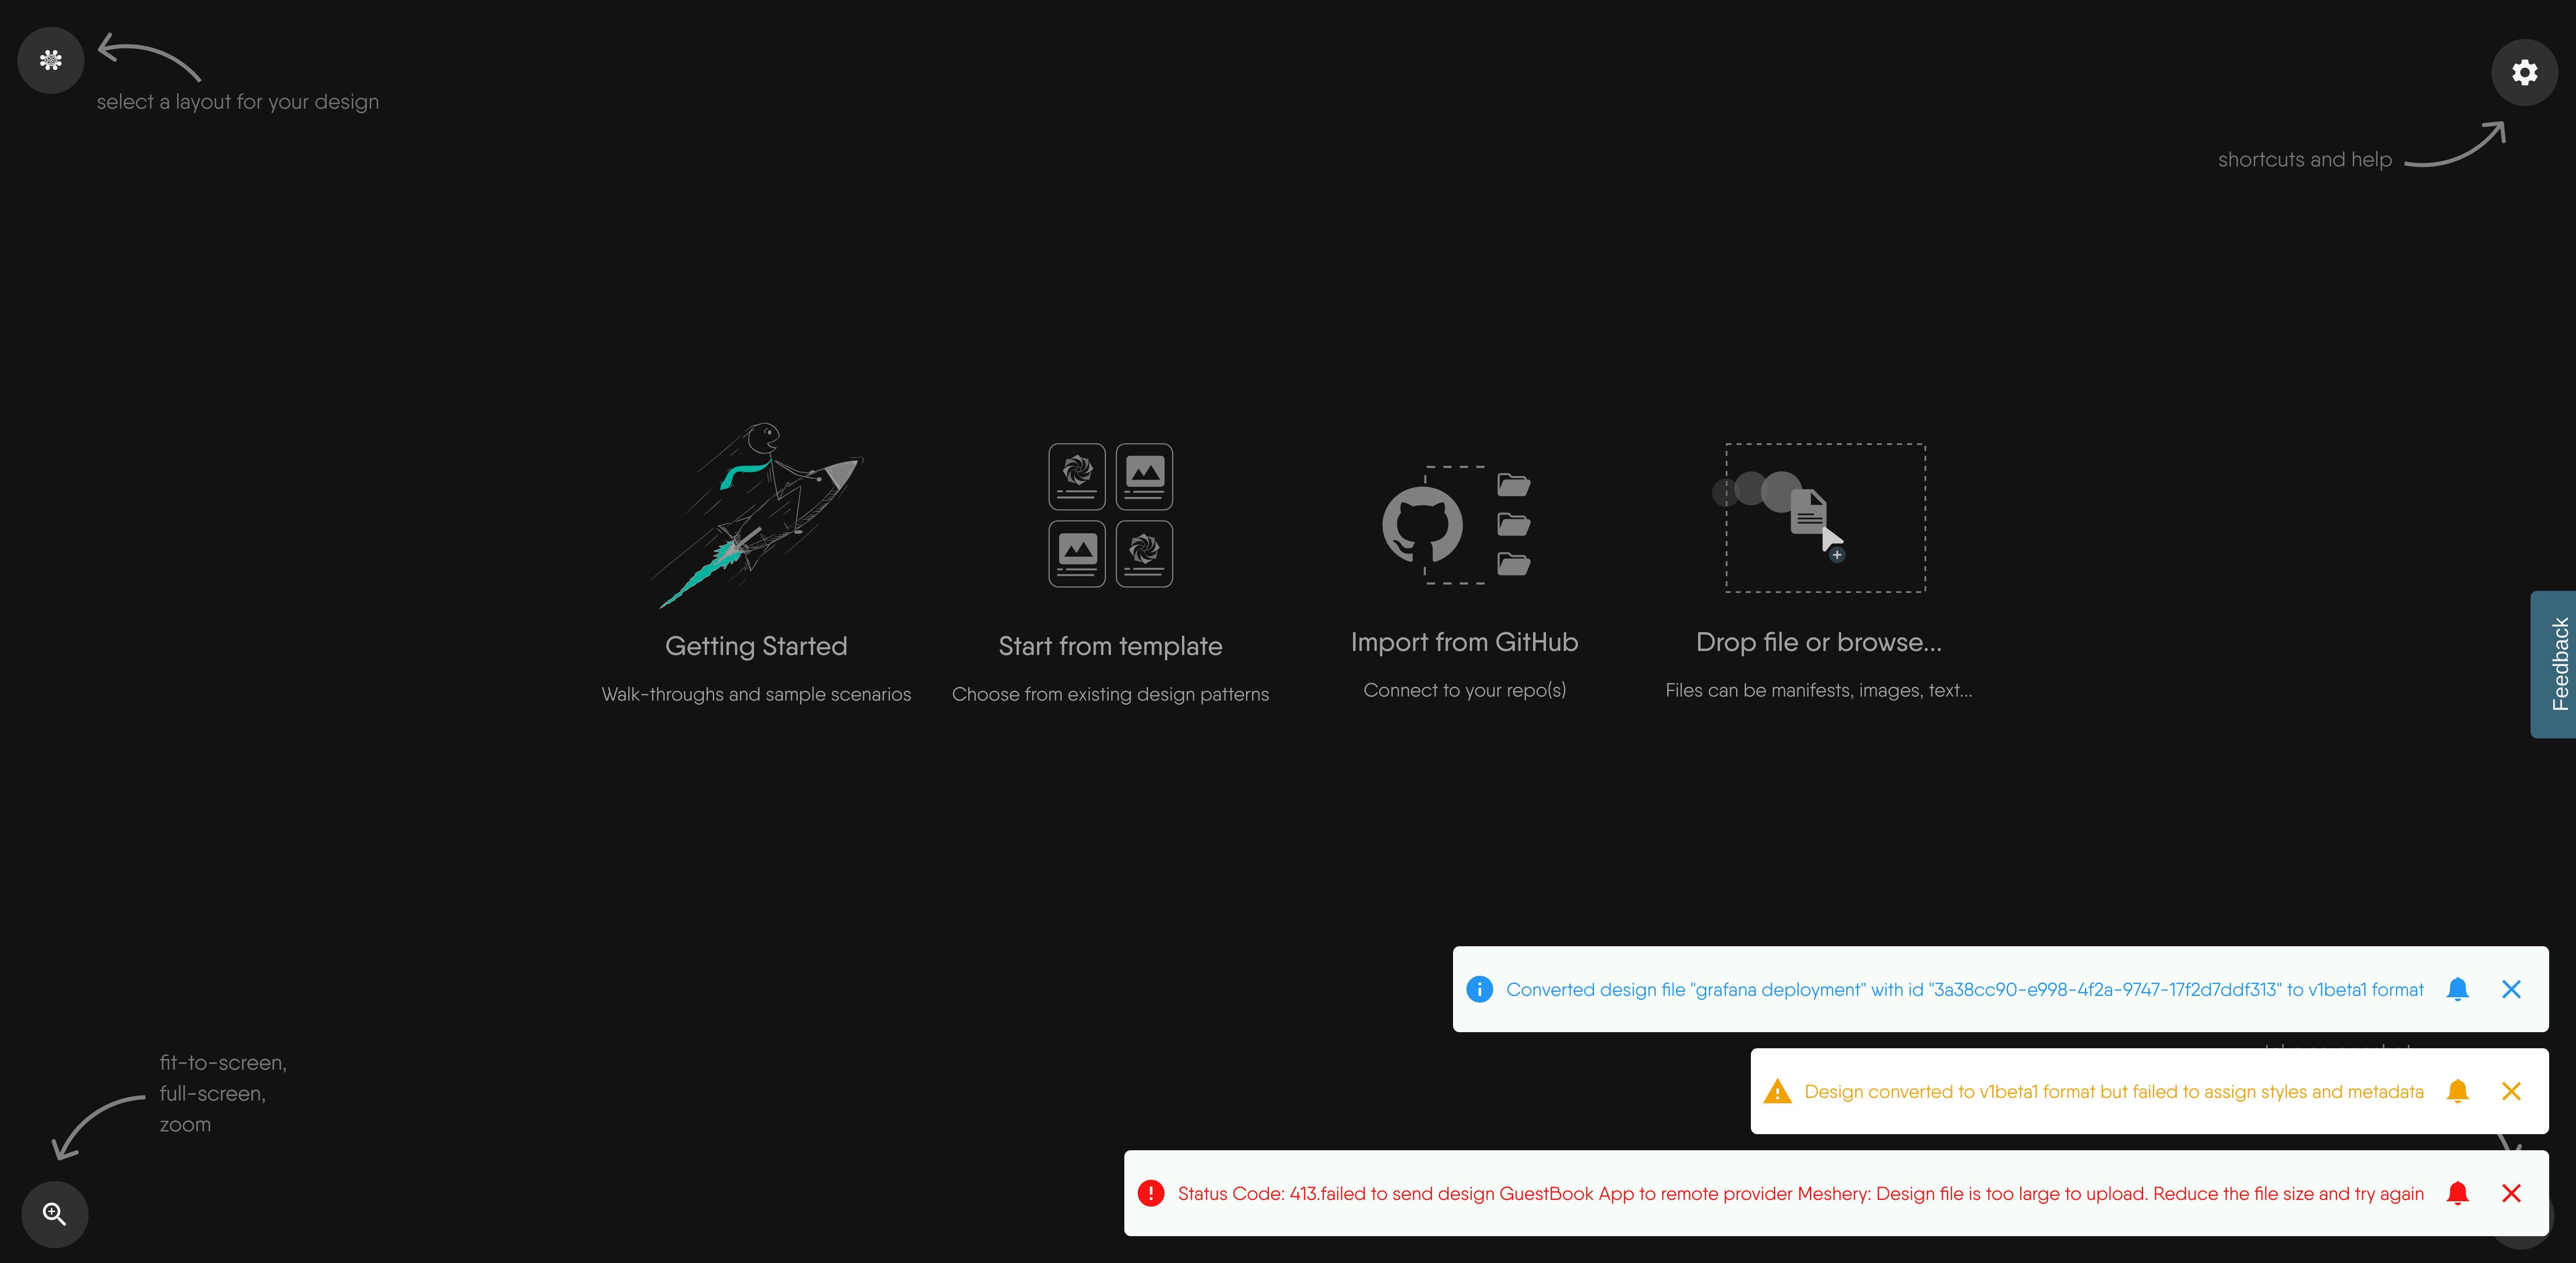 select a layout for your design
shortcuts and help
Getting Started
Walk-throughs and sample scenarios
Start from template
Choose from existing design patterns
Import from GitHub
Connect to your repo(s)
Drop file or browse...
Files can be manifests, images, text...
Feedback
Converted design file "grafana deployment" with id "3a38cc90-e998-4f2a-9747-17f2d7ddf313" to v1beta1 format
fit-to-screen,
full-screen,
zoom
Design converted to v1beta1 format but failed to assign styles and metadata
Status Code: 413.failed to send design GuestBook App to remote provider Meshery: Design file is too large to upload. Reduce the file size and try again